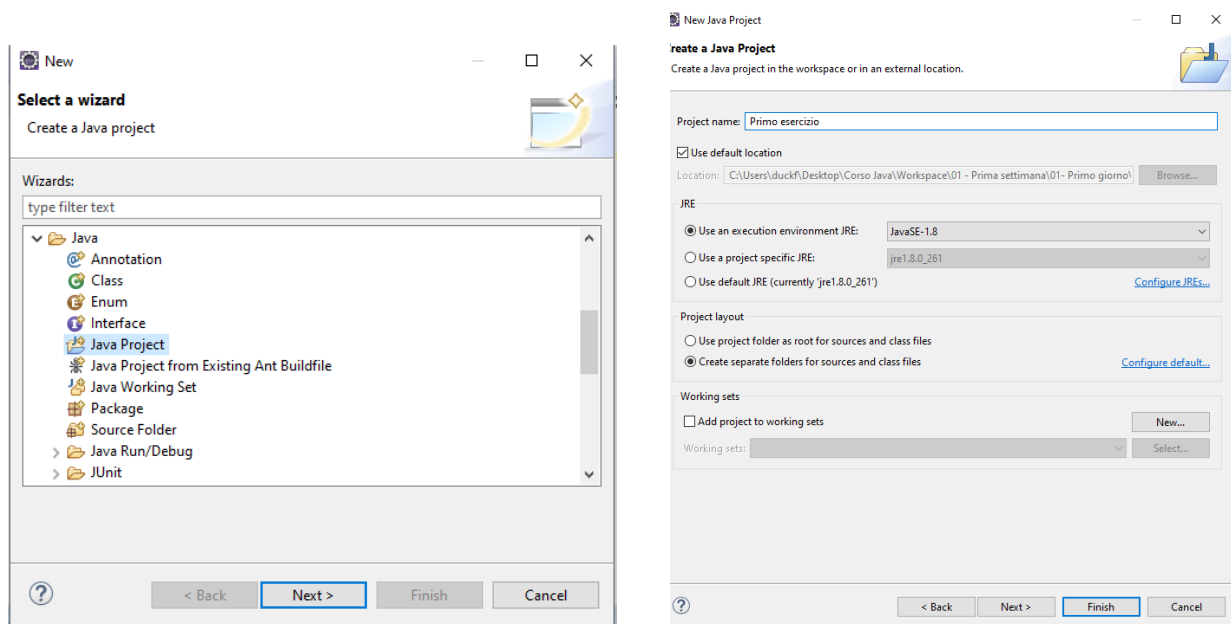 New
Select a wizard
Create a Java project
Wizards:
type filter text
Java
Annotation
Class
Enum
Interface
Java Project
Java Project from Existing Ant Buildfile
Java Working Set
Package
Source Folder
Java Run/Debug
JUnit
< Back
Next >
Finish
Cancel
New Java Project
reate a Java Project
Create a Java project in the workspace or in an external location.
Project name: Primo esercizio
Use default location
Location: C:\Users\duckf\Desktop\Corso Java\Workspace\01 - Prima settimana\01- Primo giorno\ Browse...
JRE
Use an execution environment JRE: JavaSE-1.8
Use a project specific JRE: jre1.8.0_261
Use default JRE (currently 'jre1.8.0_261') Configure JREs...
Project layout
Use project folder as root for sources and class files
Create separate folders for sources and class files Configure default...
Working sets
Add project to working sets New...
Working sets: Select...
< Back
Next >
Finish
Cancel